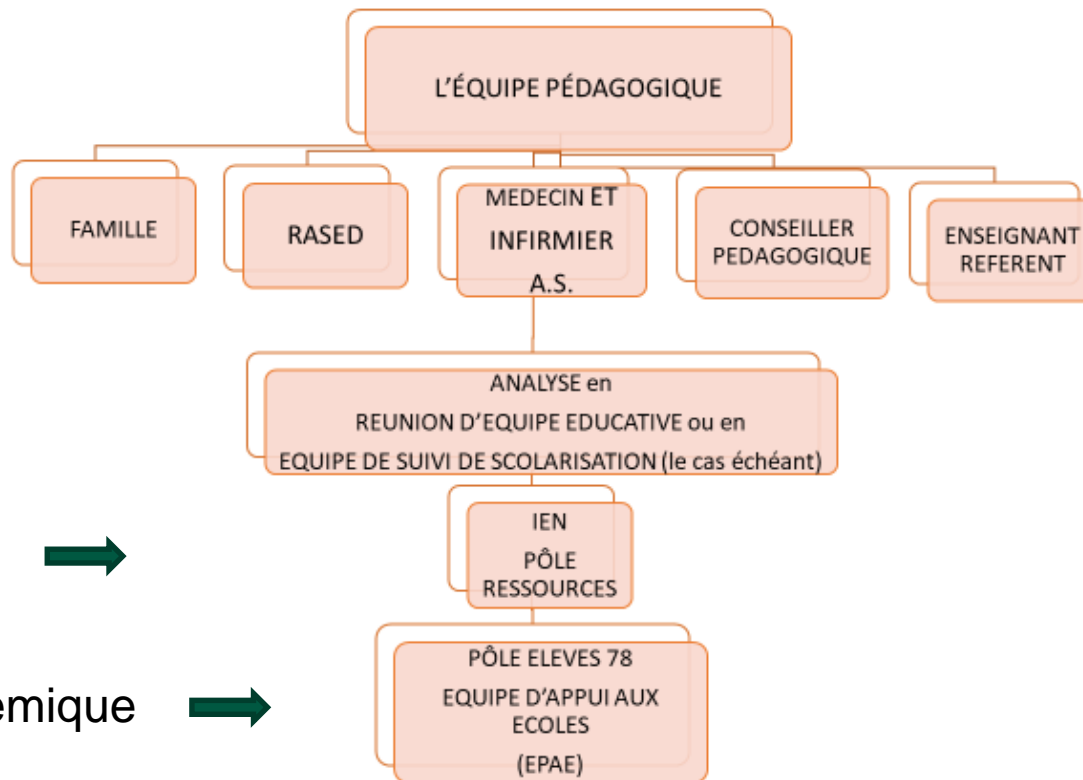 L'ÉQUIPE PÉDAGOGIQUE
FAMILLE
RASED
MEDECIN ET
INFIRMIER
A.S.
CONSEILLER
PEDAGOGIQUE
ENSEIGNANT
REFERENT
ANALYSE en
REUNION D'EQUIPE EDUCATIVE ou en
EQUIPE DE SUIVI DE SCOLARISATION (le cas échéant)
IEN
PÔLE
RESSOURCES
PÔLE ELEVES 78
émique
EQUIPE D'APPUI AUX
ECOLES
(EPAE)